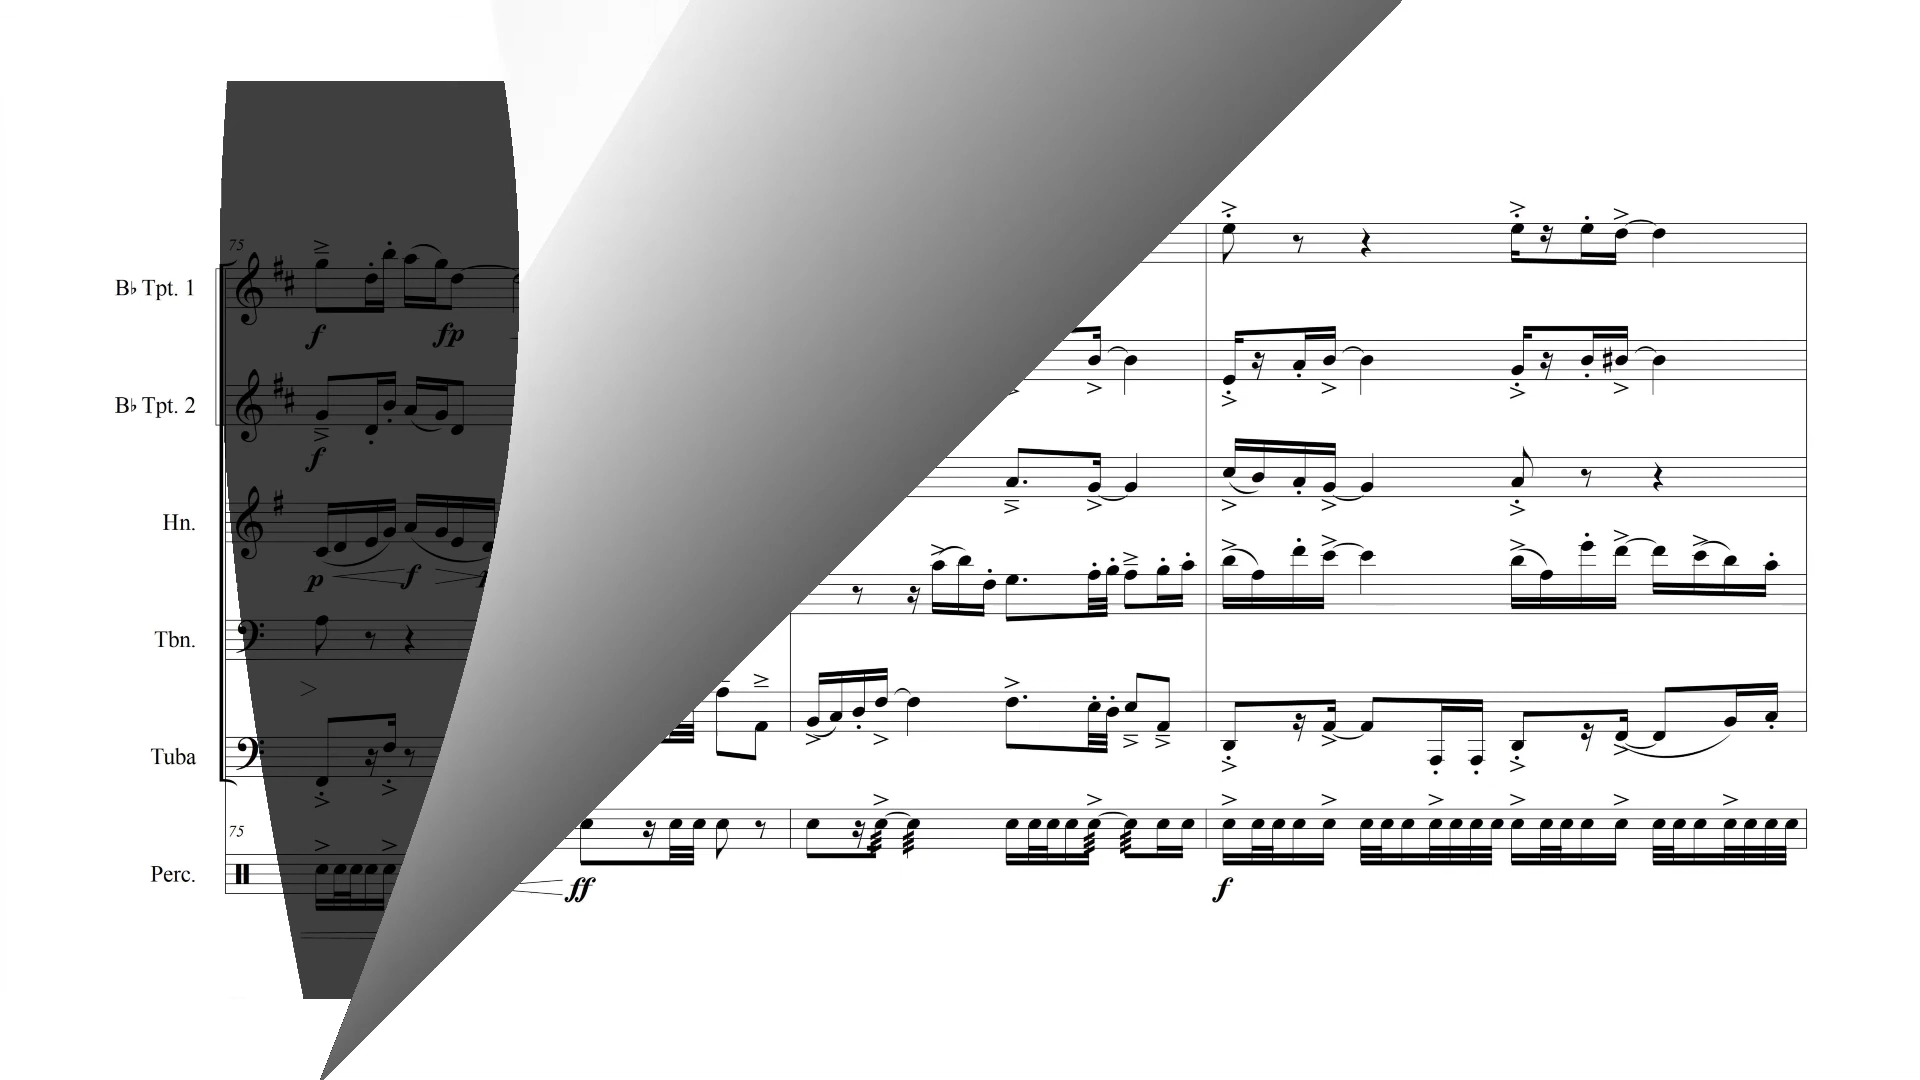 75
B♭ Tpt. 1
f fp
B♭ Tpt. 2
f
Hn.
p f
Tbn.
Tuba
75
Perc.
ff f